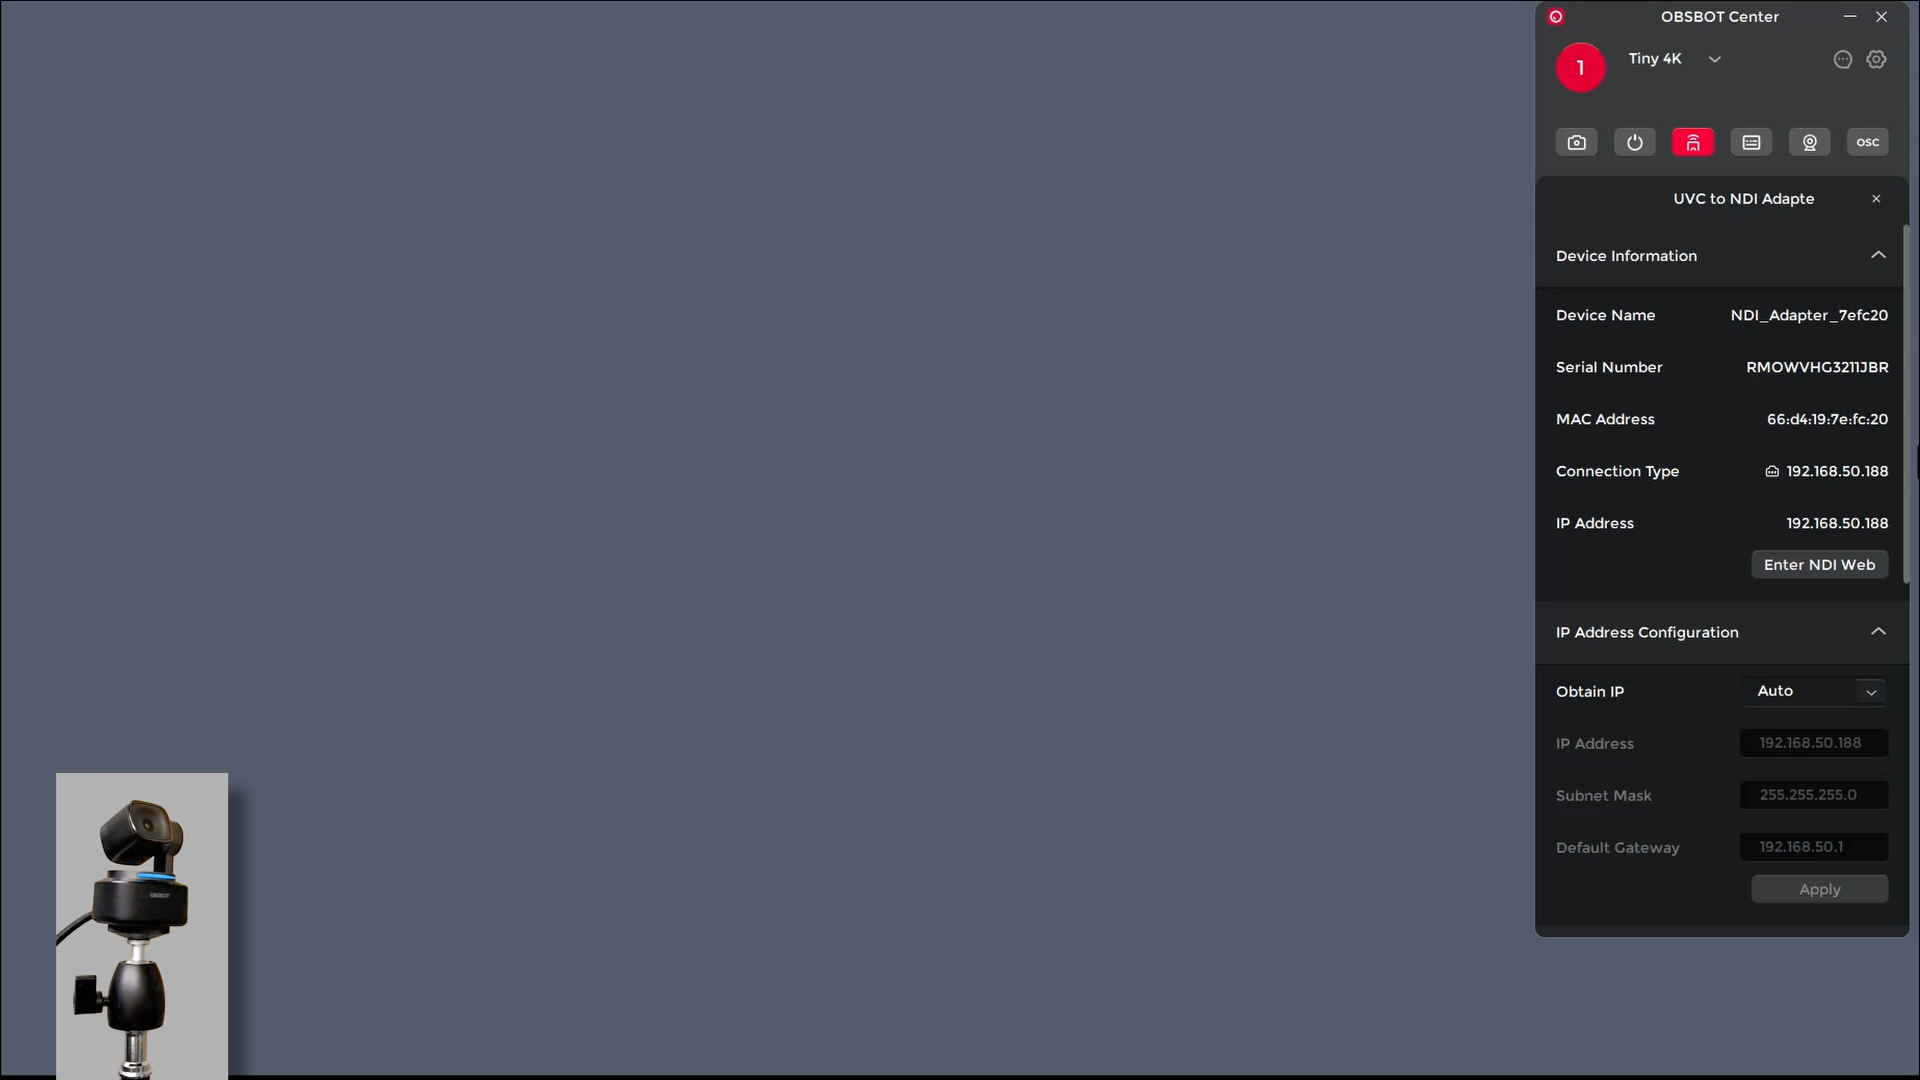 OBSBOT Center
1
Tiny 4K
OSC
UVC to NDI Adapte
Device Information
Device Name NDI_Adapter_7efc20
Serial Number RMOWVHG3211JBR
MAC Address 66:d4:19:7e:fc:20
Connection Type 192.168.50.188
IP Address 192.168.50.188
Enter NDI Web
IP Address Configuration
Obtain IP Auto
IP Address 192.168.50.188
Subnet Mask 255.255.255.0
Default Gateway 192.168.50.1
Apply
OBSBOT